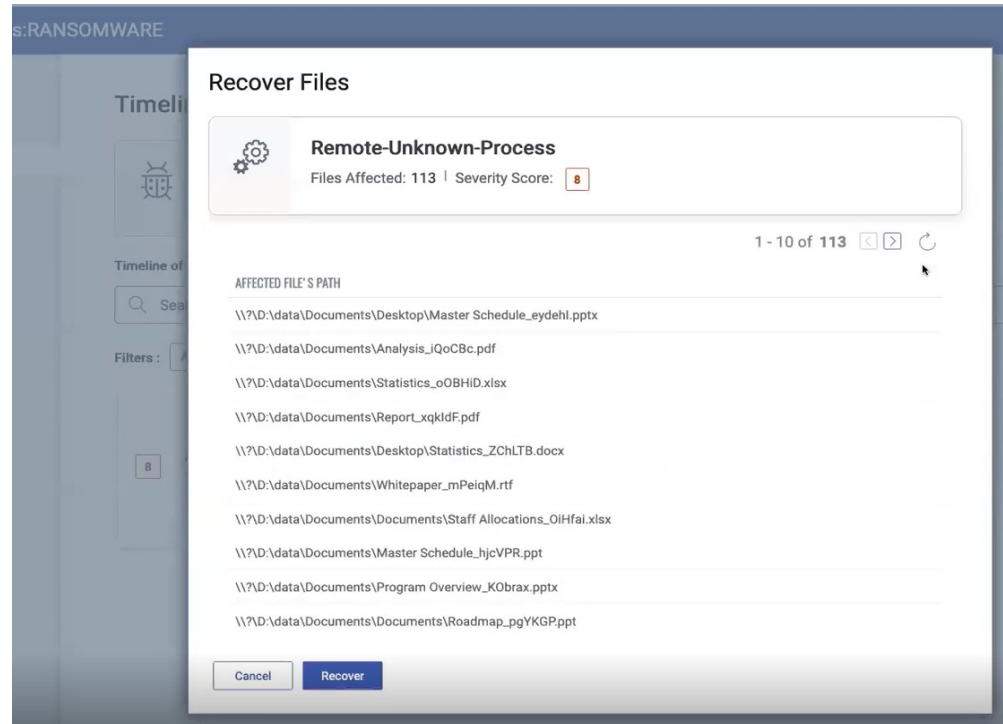 s:RANSOMWARE
Recover Files
Remote-Unknown-Process
Files Affected: 113 | Severity Score: 8
1 - 10 of 113
AFFECTED FILE'S PATH
\\?\D:\data\Documents\Desktop\Master Schedule_eydehl.pptx
\\?\D:\data\Documents\Analysis_iQoCBc.pdf
\\?\D:\data\Documents\Statistics_oOBHiD.xlsx
\\?\D:\data\Documents\Report_xqkIdF.pdf
\\?\D:\data\Documents\Desktop\Statistics_ZChLTB.docx
\\?\D:\data\Documents\Whitepaper_mPeiqM.rtf
\\?\D:\data\Documents\Documents\Staff Allocations_OiHfai.xlsx
\\?\D:\data\Documents\Master Schedule_hjcVPR.ppt
\\?\D:\data\Documents\Program Overview_KObrax.pptx
\\?\D:\data\Documents\Documents\Roadmap_pgYKGP.ppt
Cancel
Recover
Timeli
Timeline of
Sea
Filters :
8